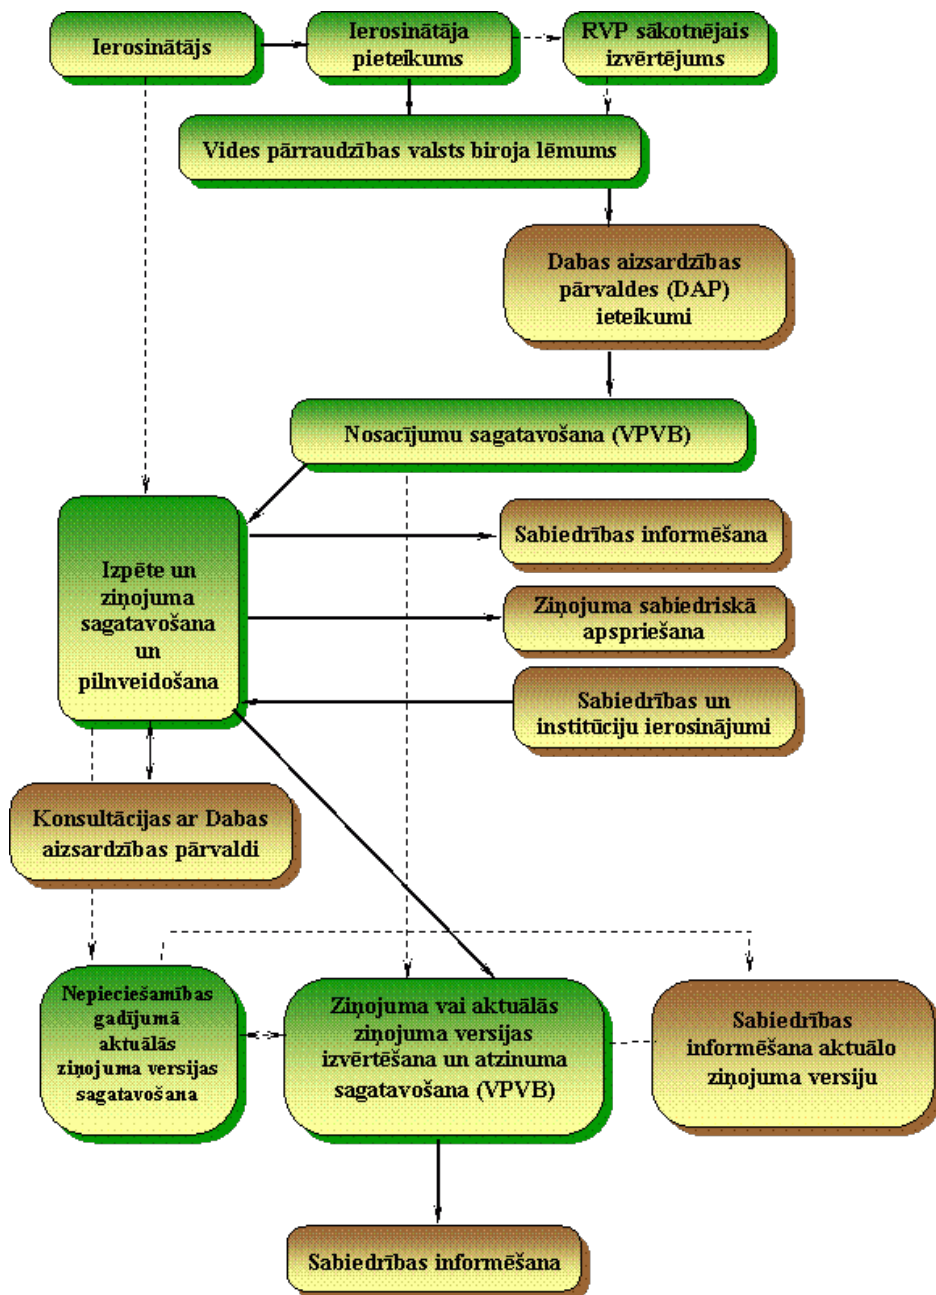 Ierosinātājs
Ierosinātāja
pieteikums
RVP sākotnējais
izvērtējums
Vides pārraudzības valsts biroja lēmums
Dabas aizsardzības
pārvaldes (DAP)
ieteikumi
Nosacījumu sagatavošana (VPVB)
Izpēte un
ziņojuma
sagatavošana
un
pilnveidošana
Sabiedrības informēšana
Ziņojuma sabiedriskā
apspriešana
Sabiedrības un
institūciju ierosinājumi
Konsultācijas ar Dabas
aizsardzības pārvaldi
Nepieciešamības
gadījumā
aktuālās
ziņojuma versijas
sagatavošana
Ziņojuma vai aktuālās
ziņojuma versijas
izvērtēšana un atzinuma
sagatavošana (VPVB)
Sabiedrības
informēšana aktuālo
ziņojuma versiju
Sabiedrības informēšana